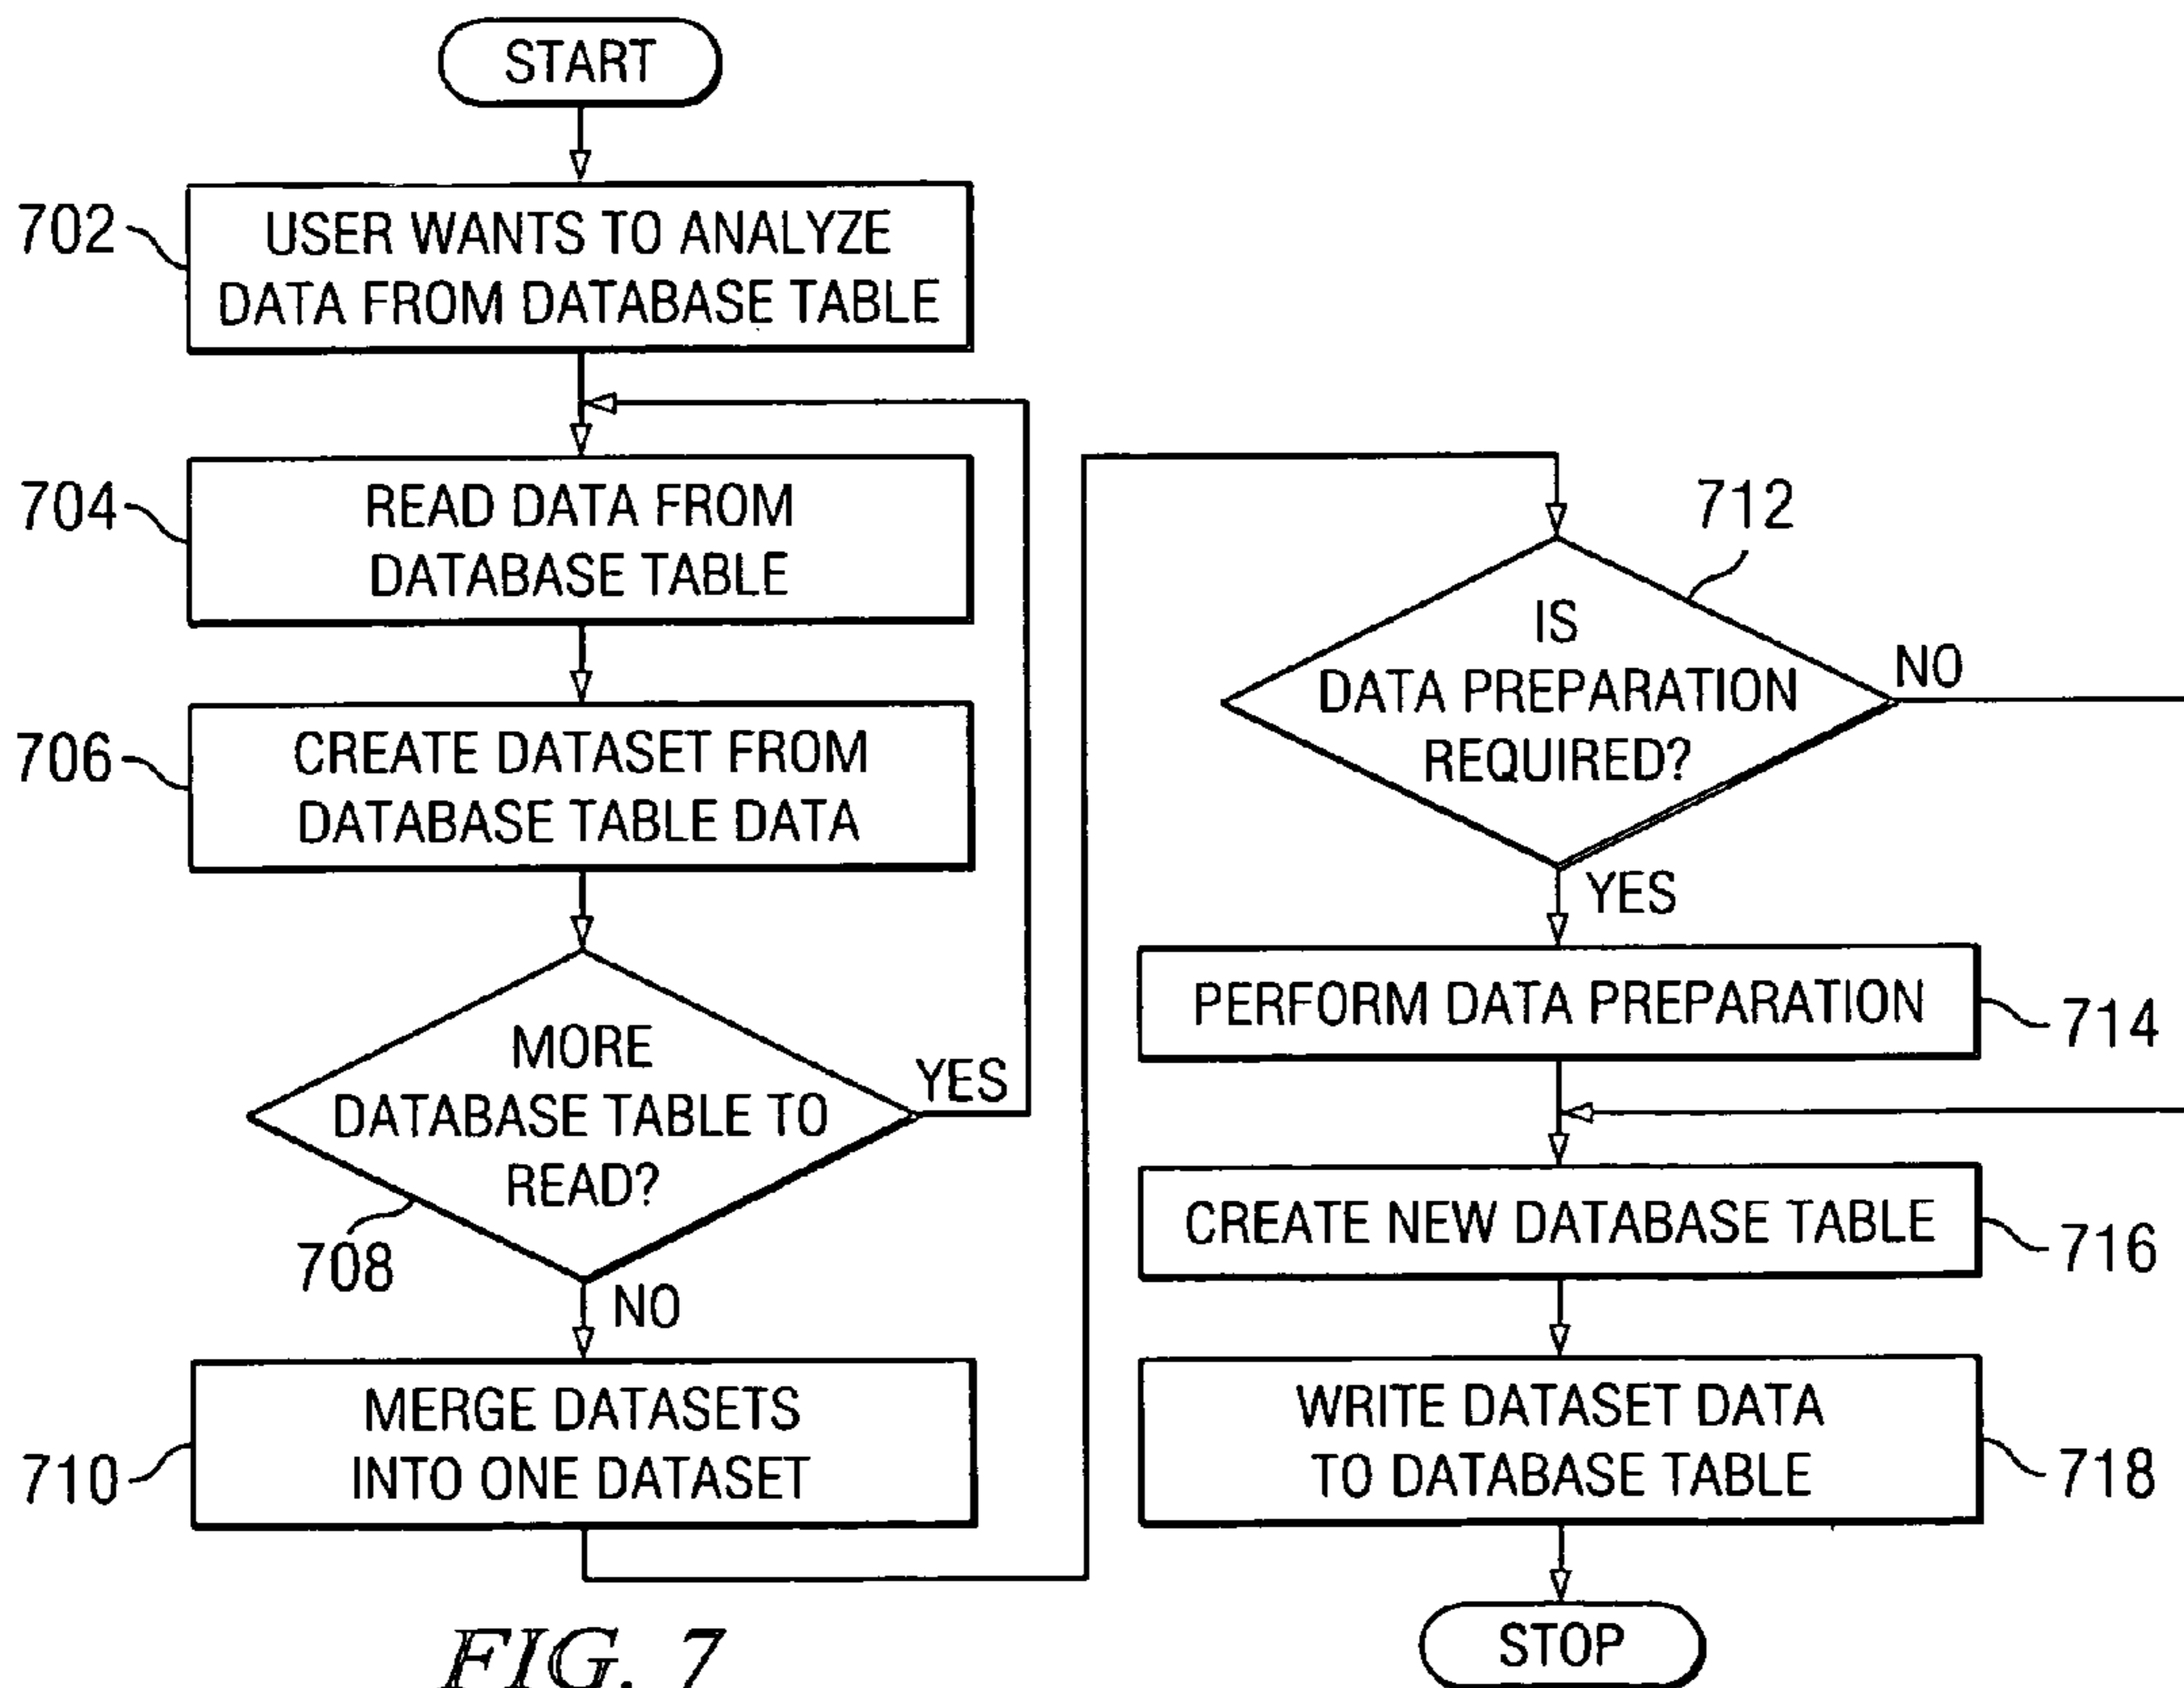 START
702
USER WANTS TO ANALYZE
DATA FROM DATABASE TABLE
704
READ DATA FROM
DATABASE TABLE
706
CREATE DATASET FROM
DATABASE TABLE DATA
MORE
DATABASE TABLE TO
READ?
YES
708
NO
710
MERGE DATASETS
INTO ONE DATASET
712
IS
DATA PREPARATION
REQUIRED?
NO
YES
PERFORM DATA PREPARATION
714
CREATE NEW DATABASE TABLE
716
WRITE DATASET DATA
TO DATABASE TABLE
718
STOP
FIG. 7